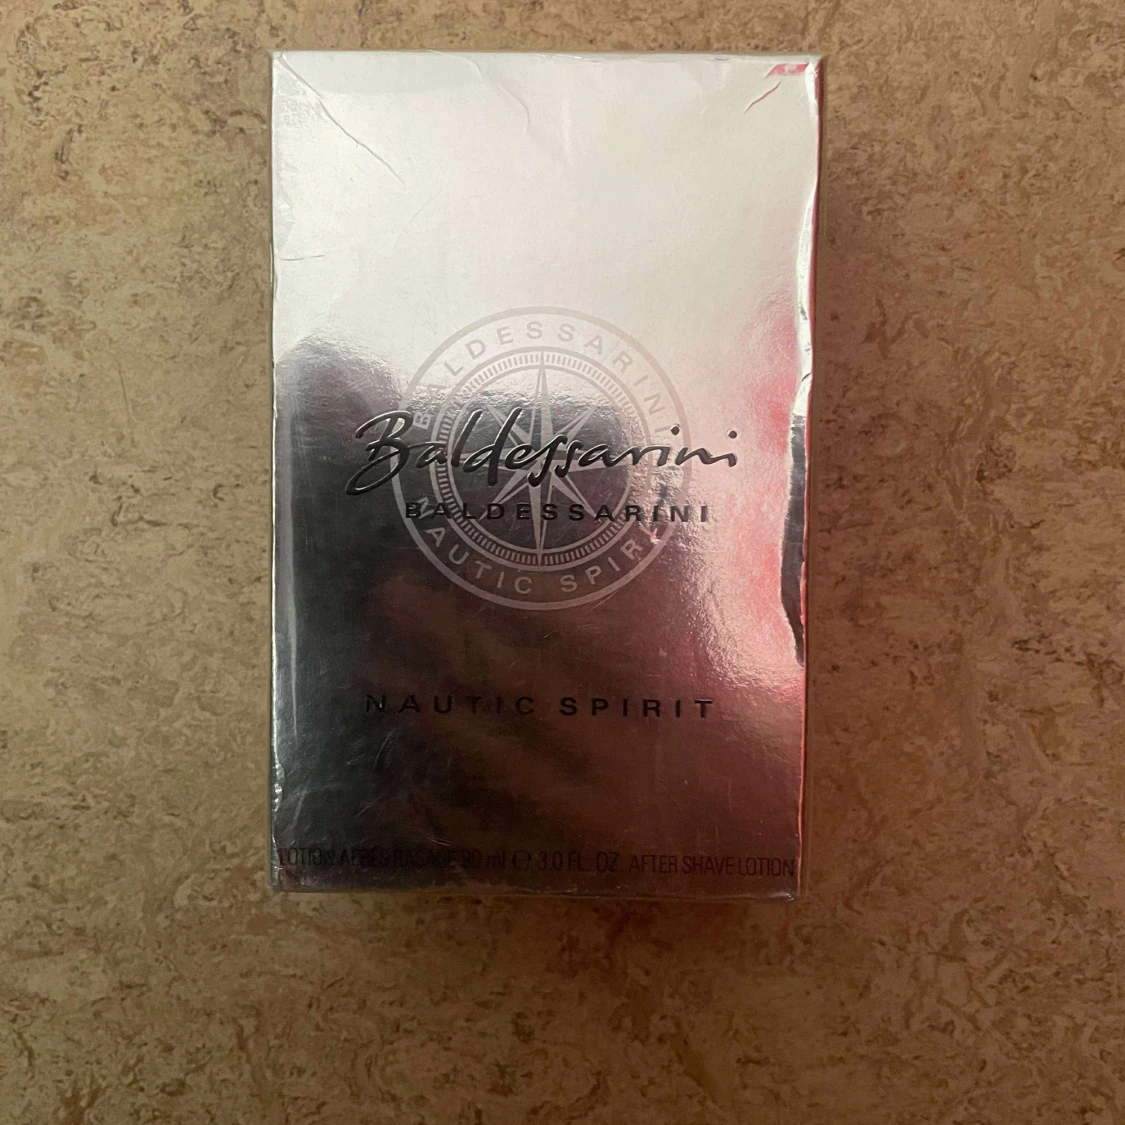 BALDESSARINI
Baldessarini
BALDESSARINI
NAUTIC SPIRIT
NAUTIC SPIRIT
LOTION APRÈS RASAGE 90 ml ℮ 3.0 FL. OZ. AFTER SHAVE LOTION